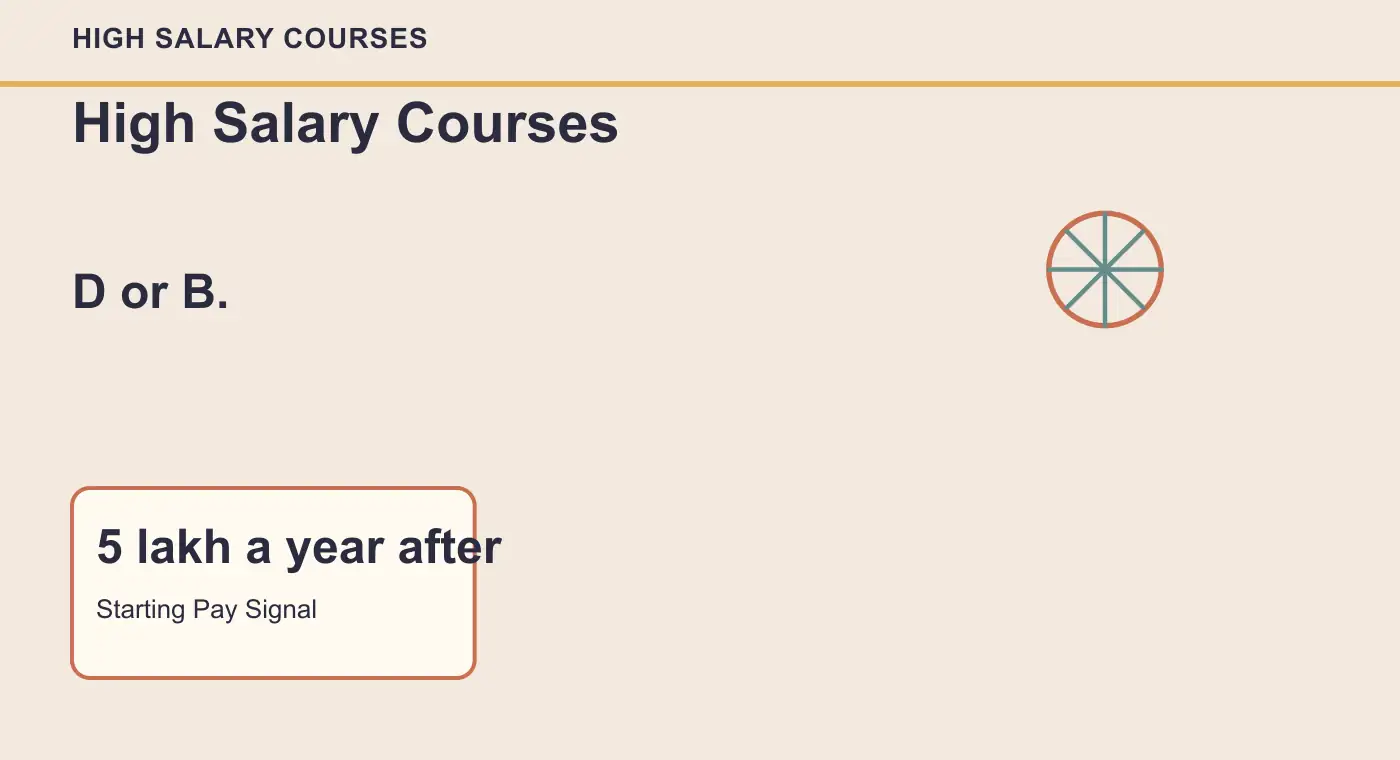 HIGH SALARY COURSES
High Salary Courses
D or B.
5 lakh a year after
Starting Pay Signal